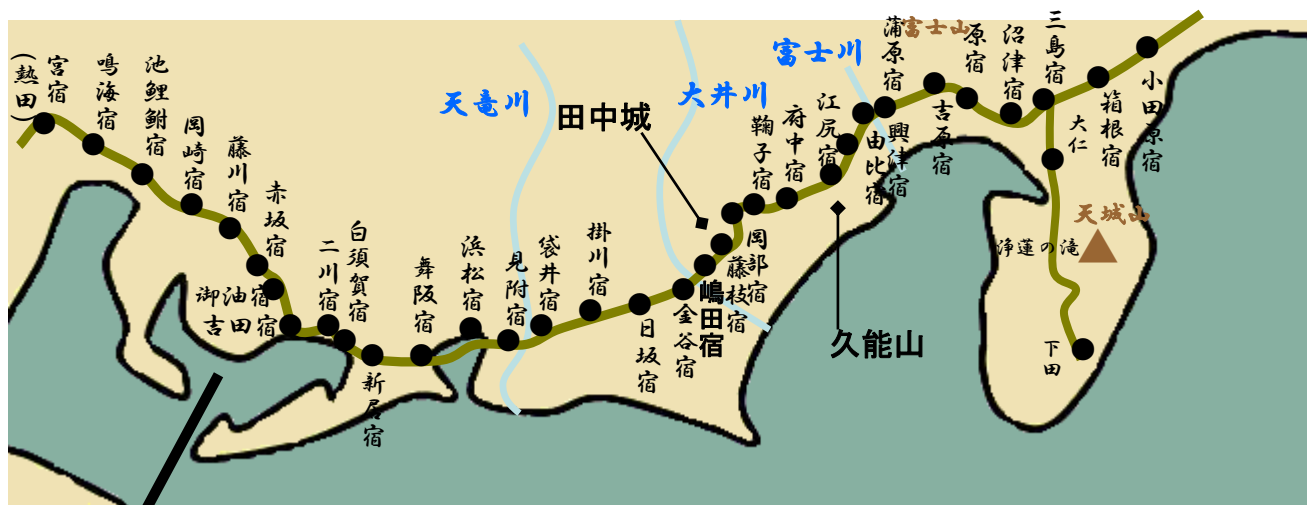 宮宿
(熱田)
鳴海宿
池鯉鮒宿
岡崎宿
藤川宿
赤坂宿
御油宿
吉田宿
二川宿
白須賀宿
新居宿
舞阪宿
浜松宿
天竜川
見附宿
袋井宿
掛川宿
日坂宿
金谷宿
大井川
嶋田宿
田中城
藤枝宿
岡部宿
鞠子宿
府中宿
久能山
江尻宿
興津宿
由比宿
富士川
蒲原宿
富士山
吉原宿
原宿
沼津宿
三島宿
箱根宿
小田原宿
大仁
天城山
浄蓮の滝
下田